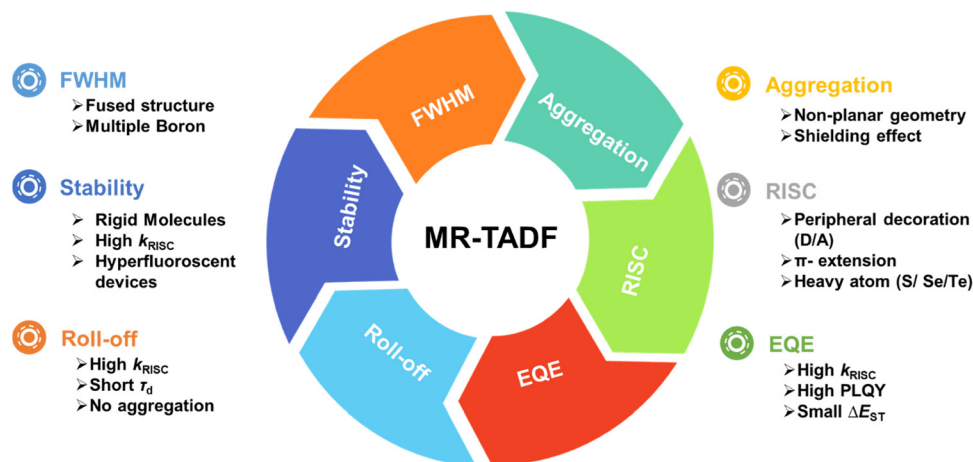 FWHM
➢Fused structure
➢Multiple Boron
Stability
➢ Rigid Molecules
➢ High kRISC
➢ Hyperfluoroscent
devices
Roll-off
➢High kRISC
➢Short τd
➢No aggregation
FWHM
Aggregation
Stability
MR-TADF
RISC
Roll-off
EQE
Aggregation
➢Non-planar geometry
➢Shielding effect
RISC
➢Peripheral decoration
(D/A)
➢π- extension
➢Heavy atom (S/ Se/Te)
EQE
➢High kRISC
➢High PLQY
➢Small ΔEST